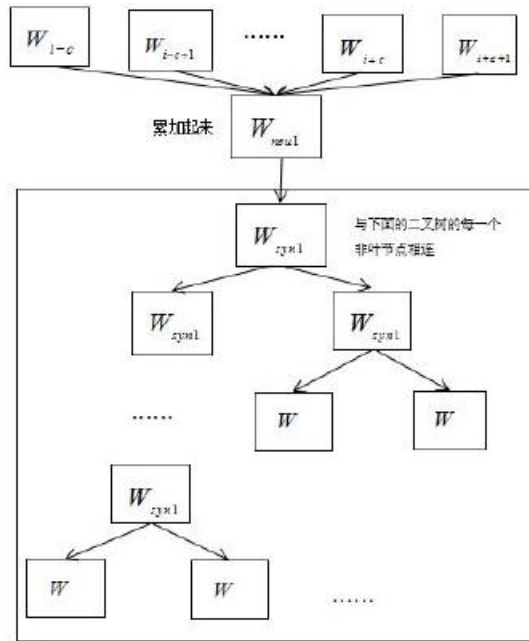 W_{i-c} W_{i-c+1} …… W_{i+c} W_{i+c+1}
累加起来 W_{neu1}
W_{syn1} 与下面的二叉树的每一个
非叶节点相连
W_{syn1} W_{syn1}
…… W W
W_{syn1}
W W ……